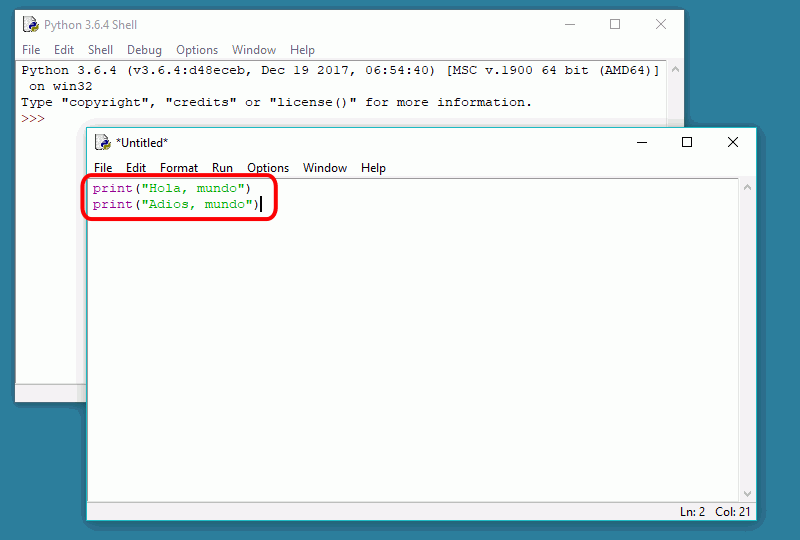 Python 3.6.4 Shell
File Edit Shell Debug Options Window Help
Python 3.6.4 (v3.6.4:d48eceb, Dec 19 2017, 06:54:40) [MSC v.1900 64 bit (AMD64)]
on win32
Type "copyright", "credits" or "license()" for more information.
>>>
*Untitled*
File Edit Format Run Options Window Help
print("Hola, mundo")
print("Adios, mundo")
Ln: 2 Col: 21